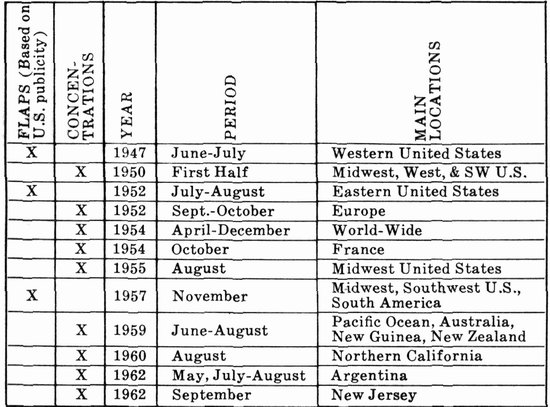 FLAPS (Based on
U.S. publicity)
CONCEN-
TRATIONS
YEAR
PERIOD
MAIN
LOCATIONS
X 1947 June-July Western United States
X 1950 First Half Midwest, West, & SW U.S.
X 1952 July-August Eastern United States
X 1952 Sept.-October Europe
X 1954 April-December World-Wide
X 1954 October France
X 1955 August Midwest United States
X 1957 November Midwest, Southwest U.S.,
South America
X 1959 June-August Pacific Ocean, Australia,
New Guinea, New Zealand
X 1960 August Northern California
X 1962 May, July-August Argentina
X 1962 September New Jersey